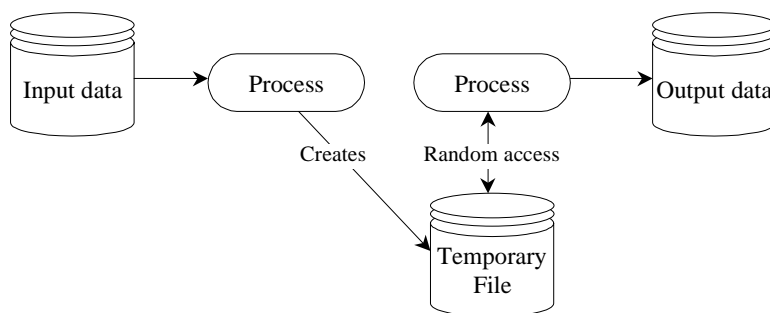 Input data
Process
Process
Output data
Creates
Random access
Temporary
File